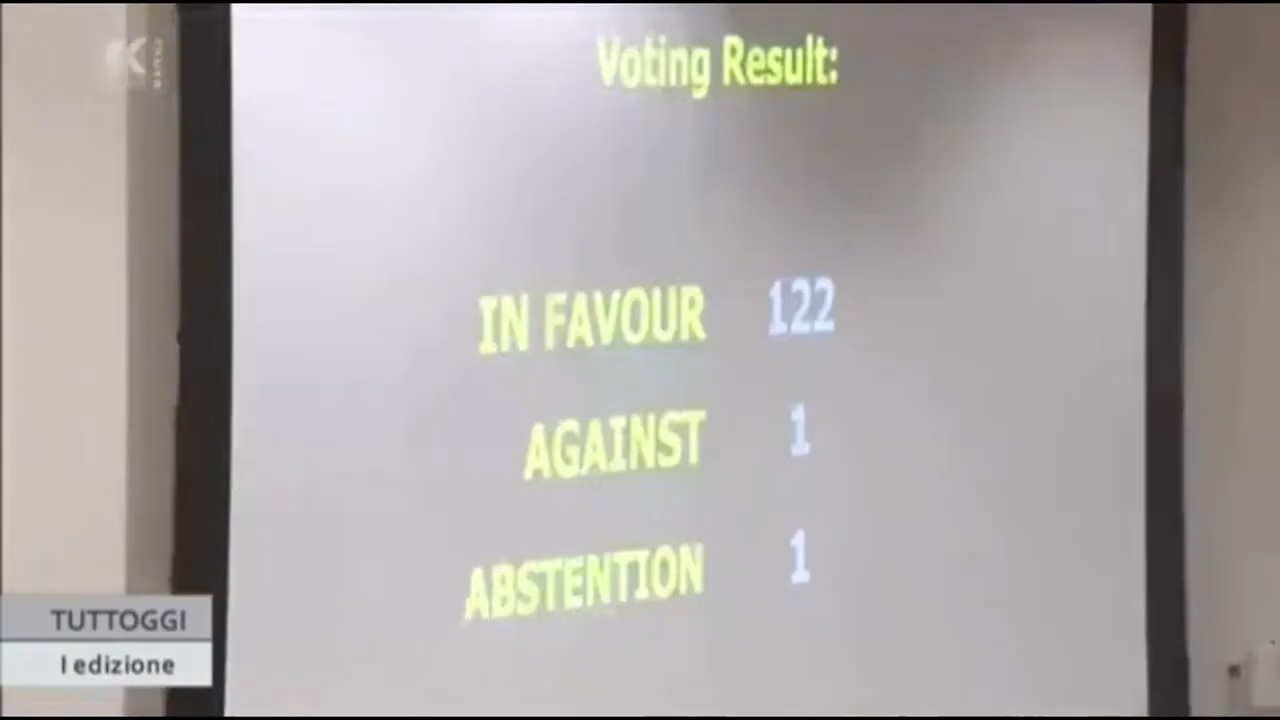 Voting Result:
IN FAVOUR 122
AGAINST 1
ABSTENTION 1
TUTTOGGI
I edizione